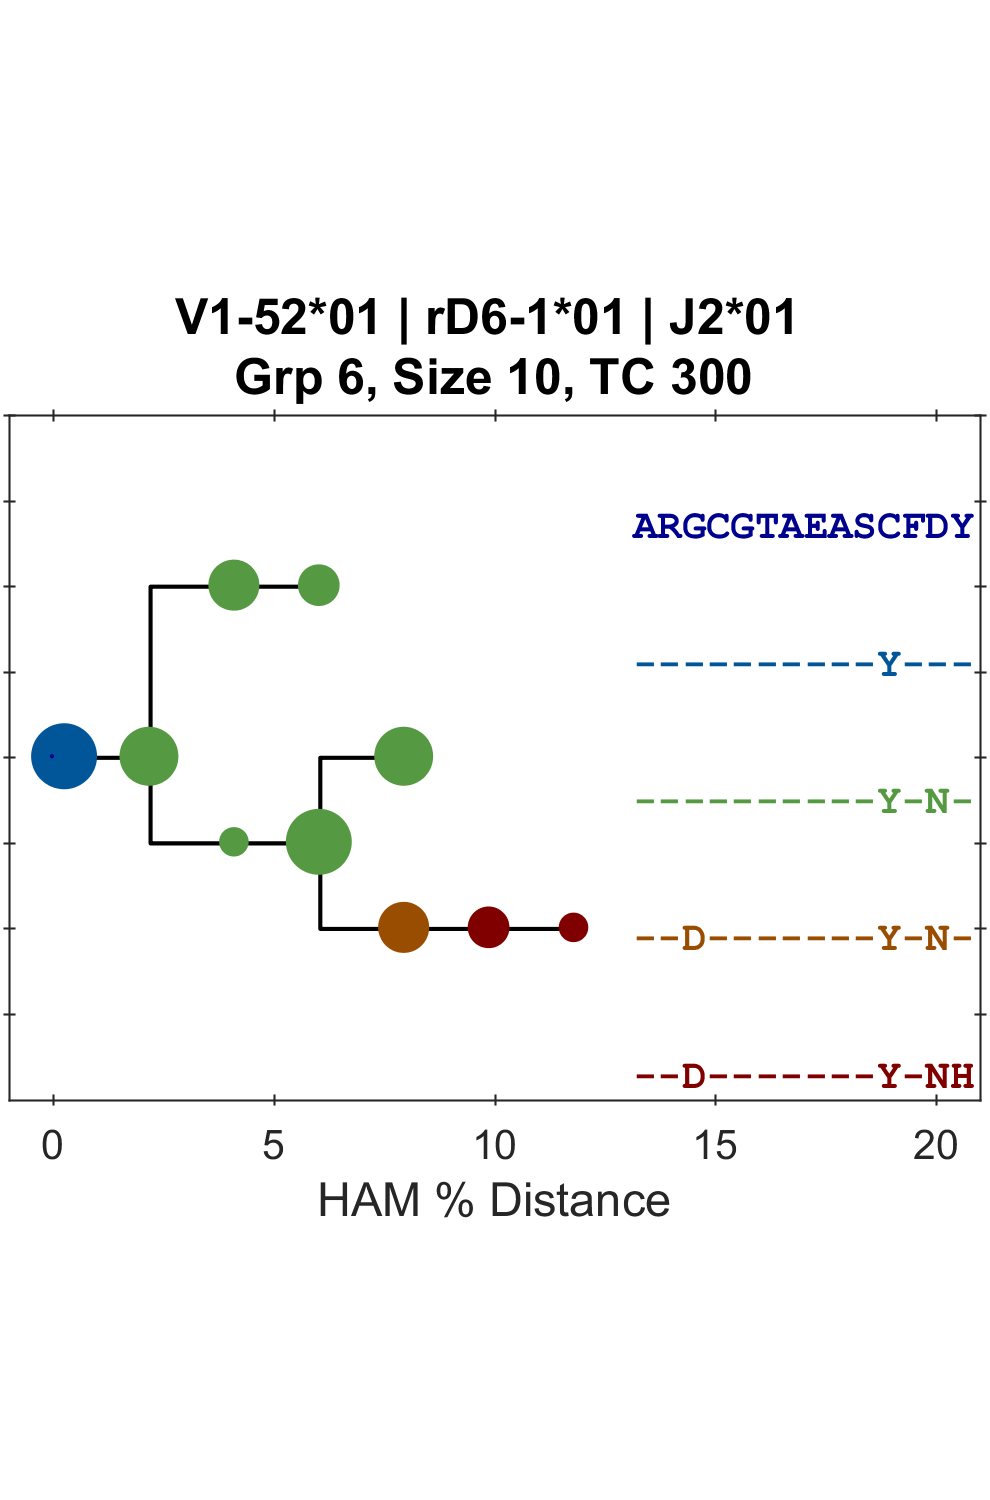 V1-52*01 | rD6-1*01 | J2*01
Grp 6, Size 10, TC 300
ARGCGTAEASCFDY
----------Y---
----------Y-N-
--D-------Y-N-
--D-------Y-NH
0 5 10 15 20
HAM % Distance